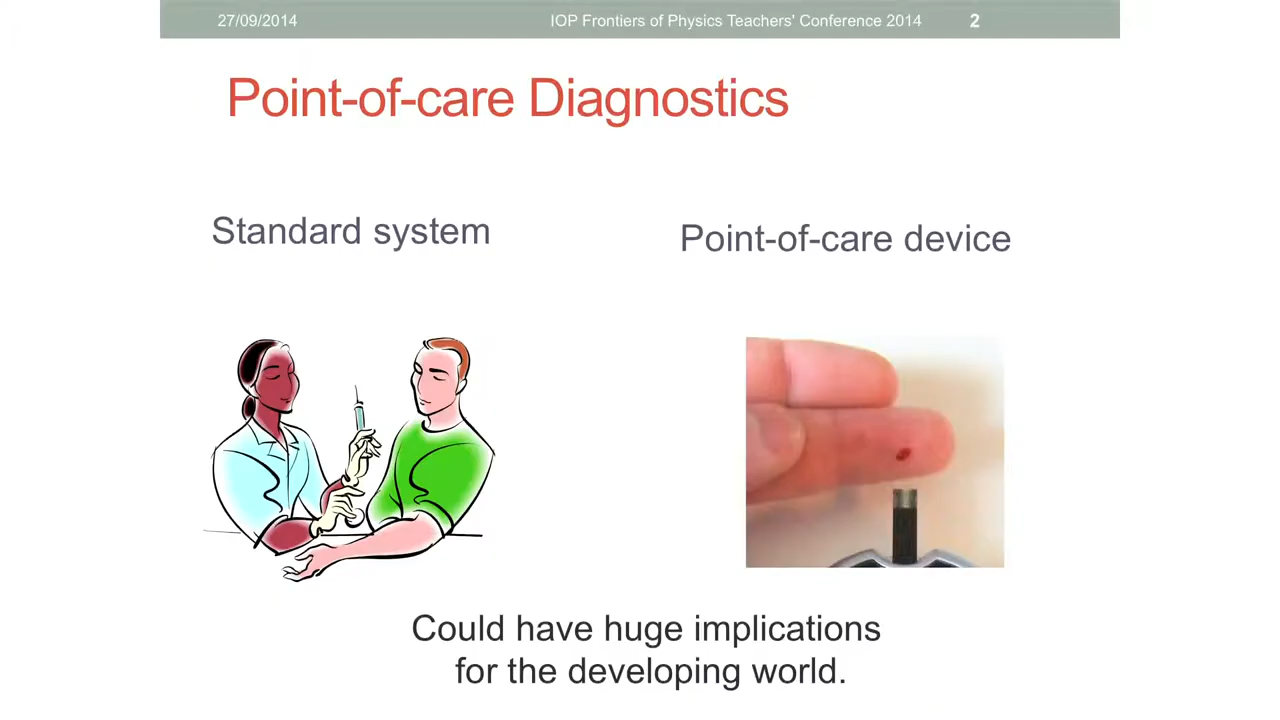 27/09/2014 IOP Frontiers of Physics Teachers' Conference 2014 2
Point-of-care Diagnostics
Standard system
Point-of-care device
Could have huge implications
for the developing world.